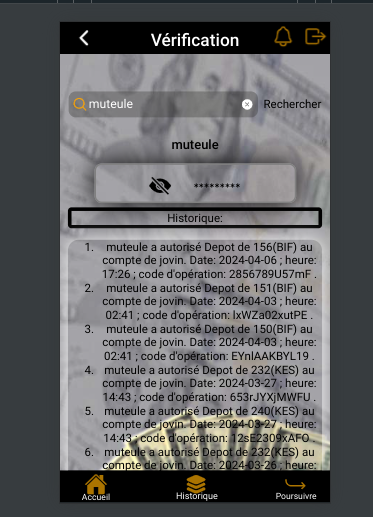 Vérification
muteule
Rechercher
muteule
*********
Historique:
1. muteule a autorisé Depot de 156(BIF) au
compte de jovin. Date: 2024-04-06 ; heure:
17:26 ; code d'opération: 2856789U57mF .
2. muteule a autorisé Depot de 151(BIF) au
compte de jovin. Date: 2024-04-03 ; heure:
02:41 ; code d'opération: IxWZa02xutPE .
3. muteule a autorisé Depot de 150(BIF) au
compte de jovin. Date: 2024-04-03 ; heure:
02:41 ; code d'opération: EYnIAAKBYL19 .
4. muteule a autorisé Depot de 232(KES) au
compte de jovin. Date: 2024-03-27 ; heure:
14:43 ; code d'opération: 653rJYXjMWFU .
5. muteule a autorisé Depot de 240(KES) au
compte de jovin. Date: 2024-03-27 ; heure:
14:43 ; code d'opération: 12sE2309xAFO .
6. muteule a autorisé Depot de 232(KES) au
compte de jovin. Date: 2024-03-26 ; heure:
Accueil
Historique
Poursuivre